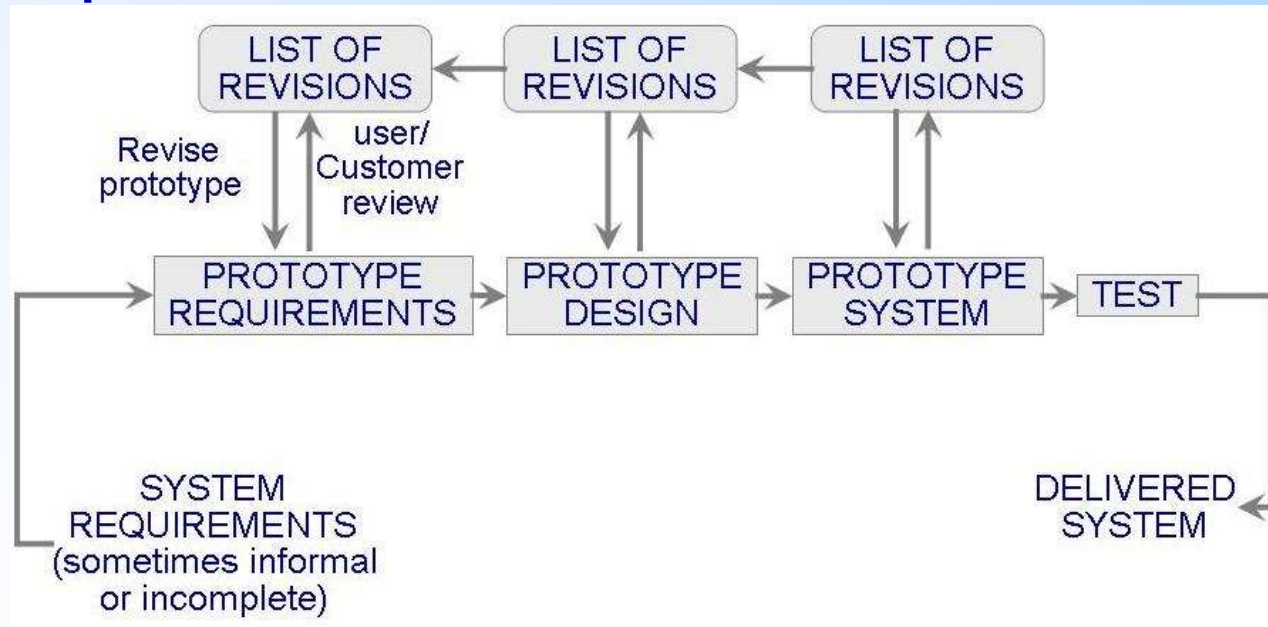 LIST OF
REVISIONS
LIST OF
REVISIONS
LIST OF
REVISIONS
Revise
prototype
user/
Customer
review
PROTOTYPE
REQUIREMENTS
PROTOTYPE
DESIGN
PROTOTYPE
SYSTEM
TEST
SYSTEM
REQUIREMENTS
(sometimes informal
or incomplete)
DELIVERED
SYSTEM